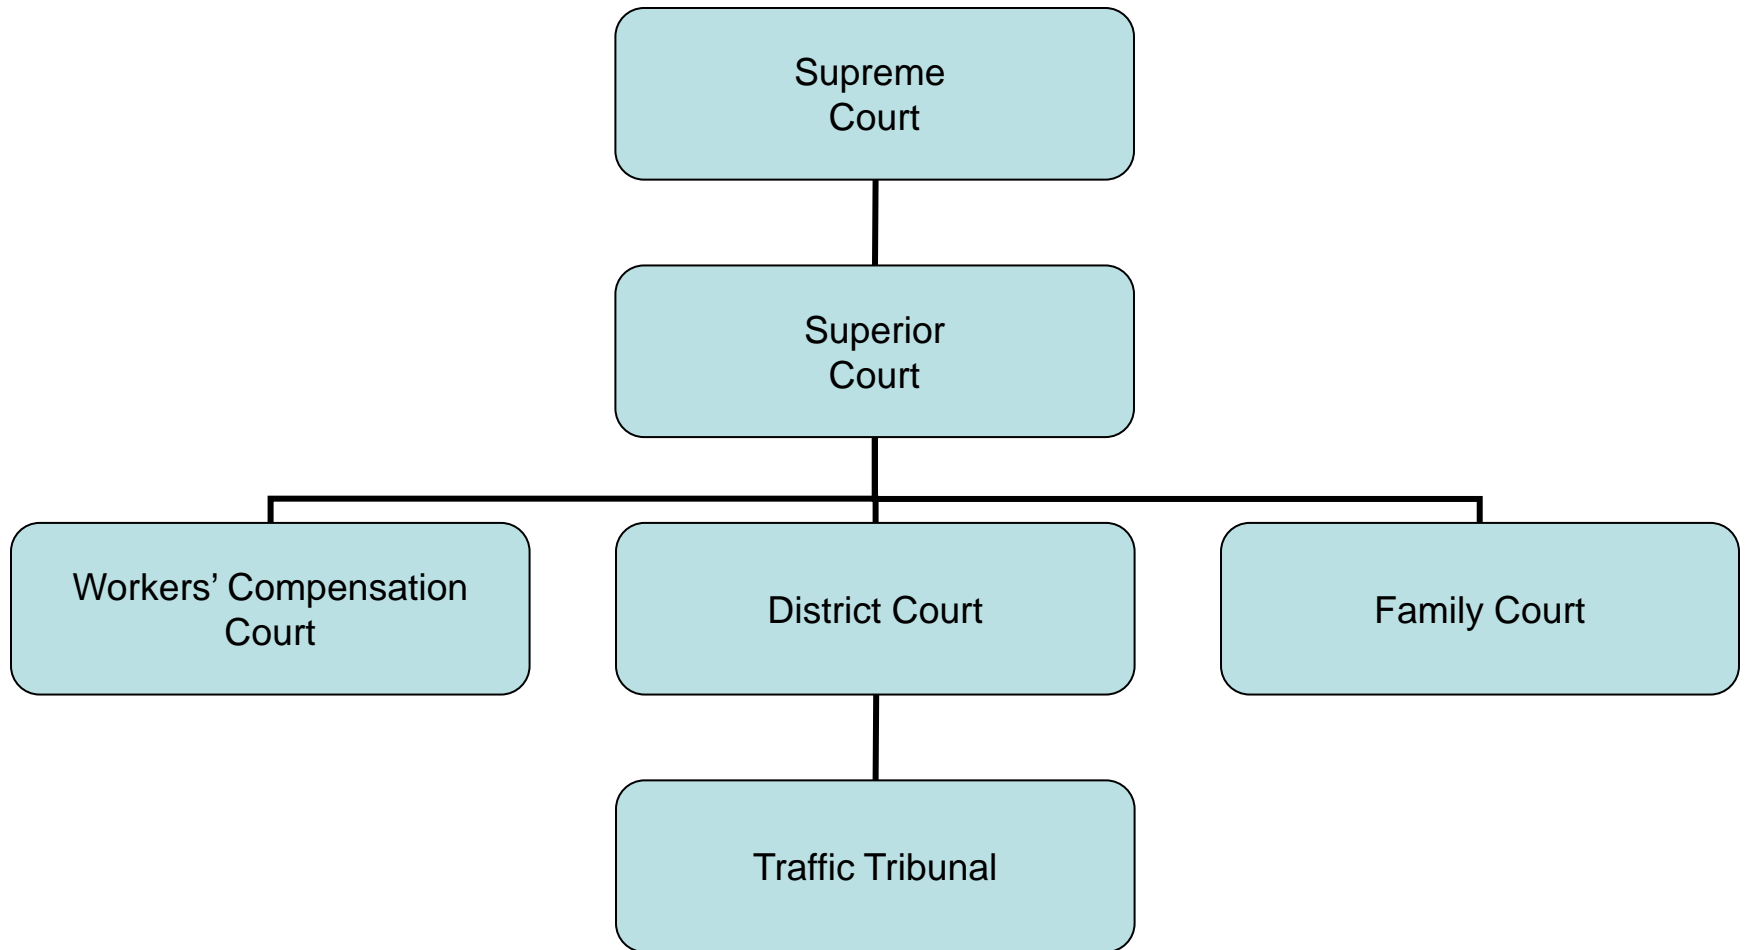 Supreme
Court
Superior
Court
Workers’ Compensation
Court
District Court
Family Court
Traffic Tribunal